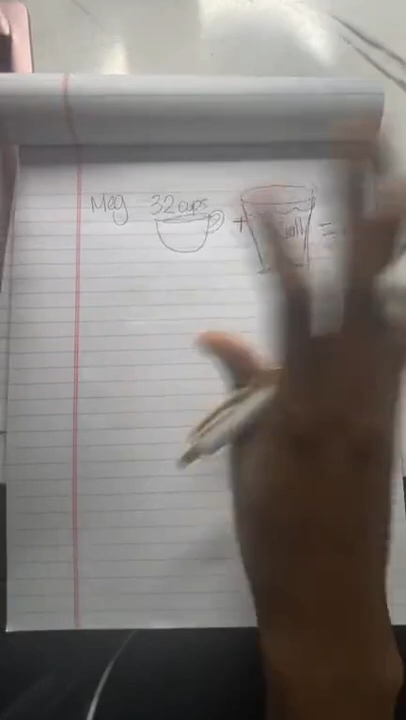 Meg 32 cups + =